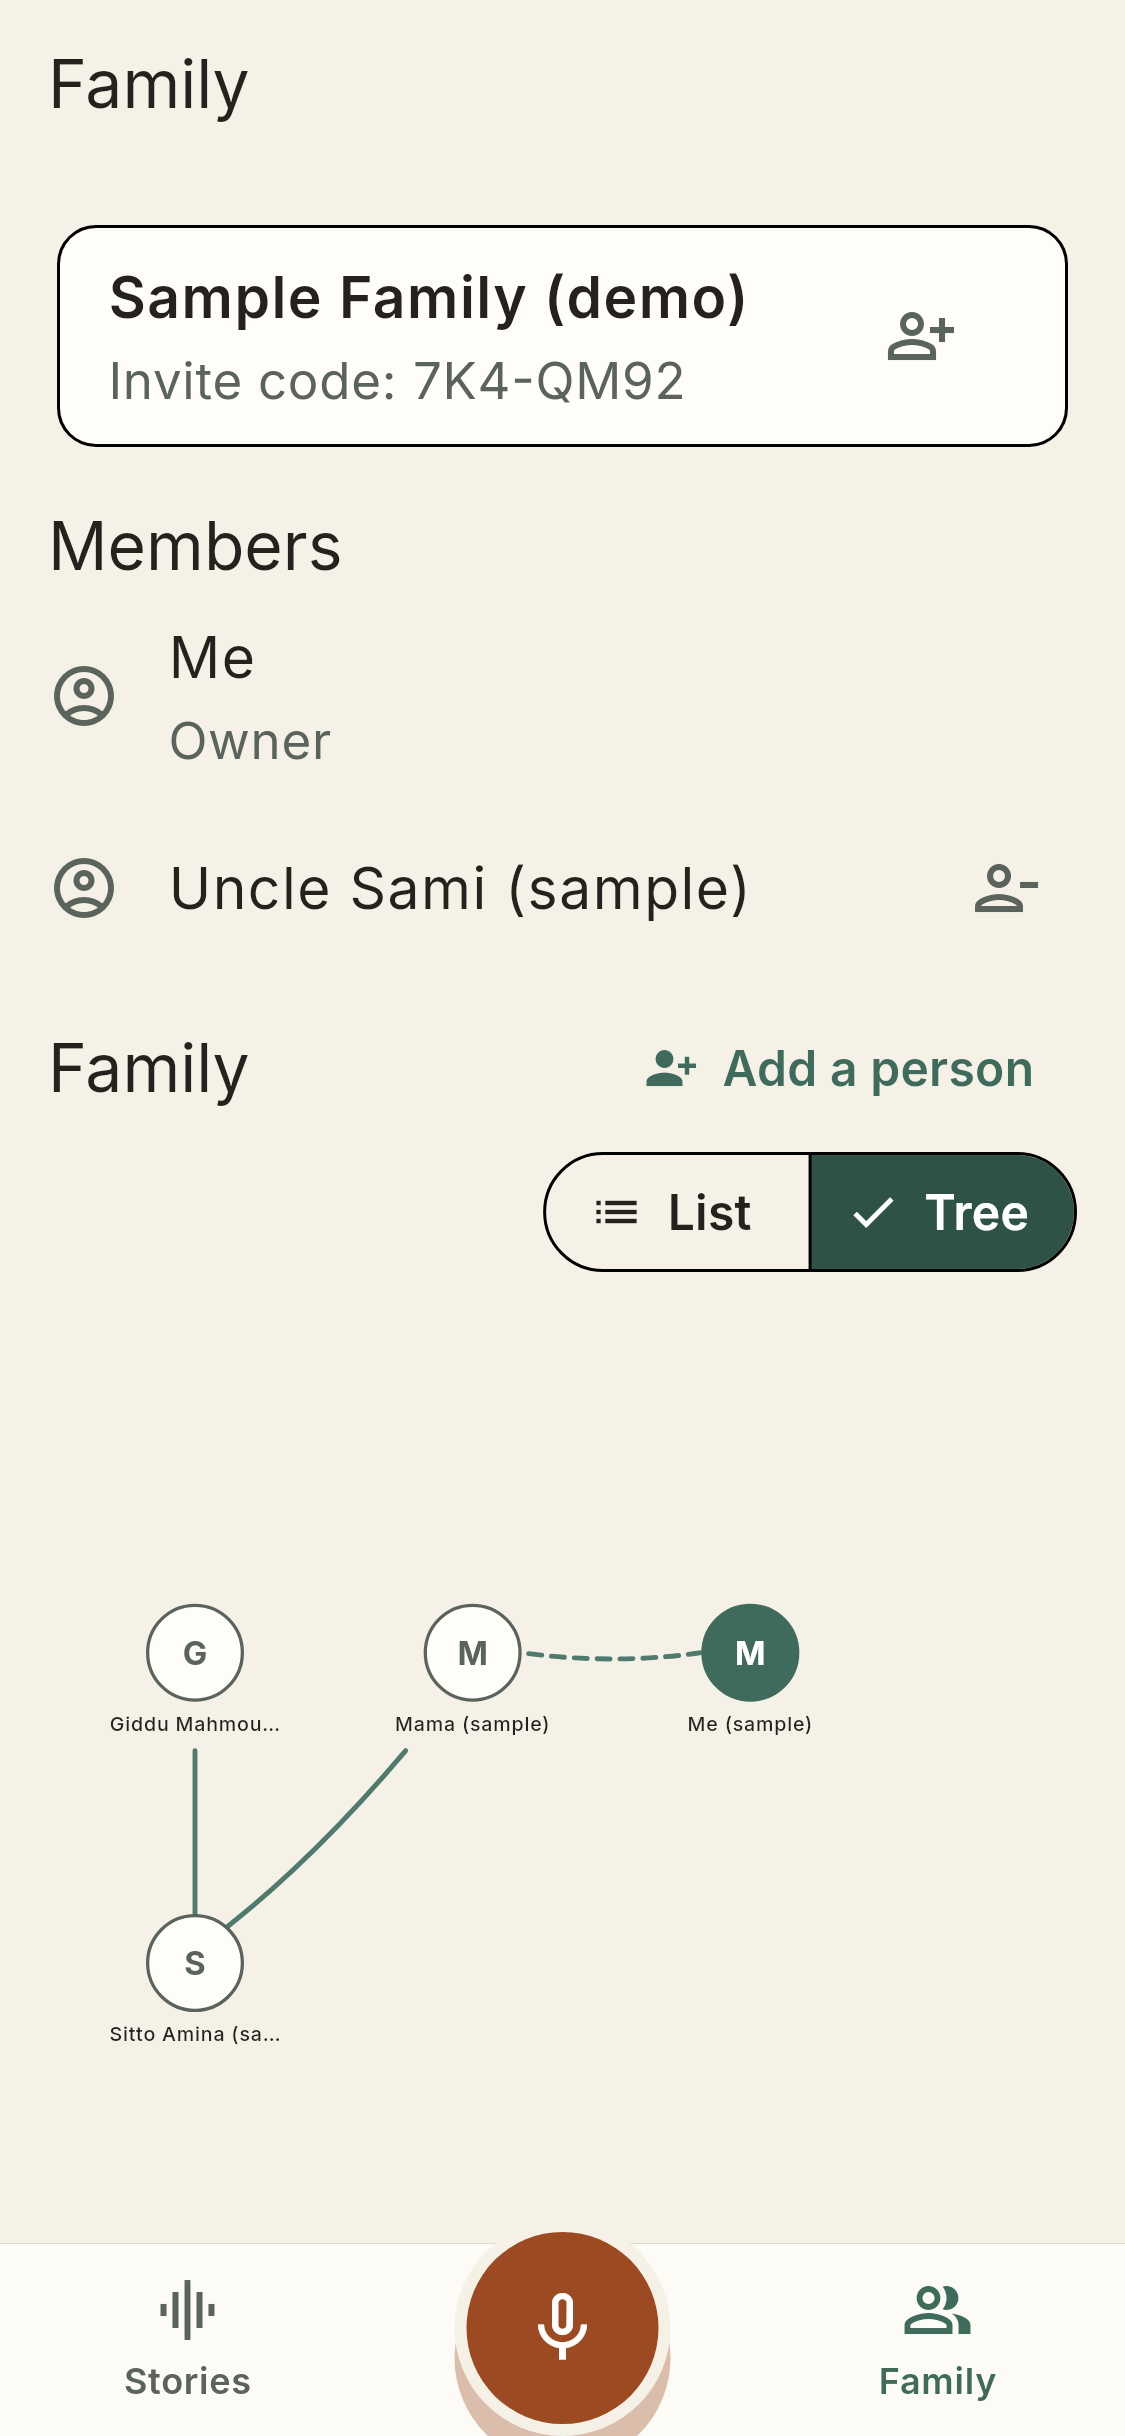 Family
Sample Family (demo)
Invite code: 7K4-QM92
Members
Me
Owner
Uncle Sami (sample)
Family
Add a person
List
Tree
G
M
M
Giddu Mahmou...
Mama (sample)
Me (sample)
S
Sitto Amina (sa...
Stories
Family